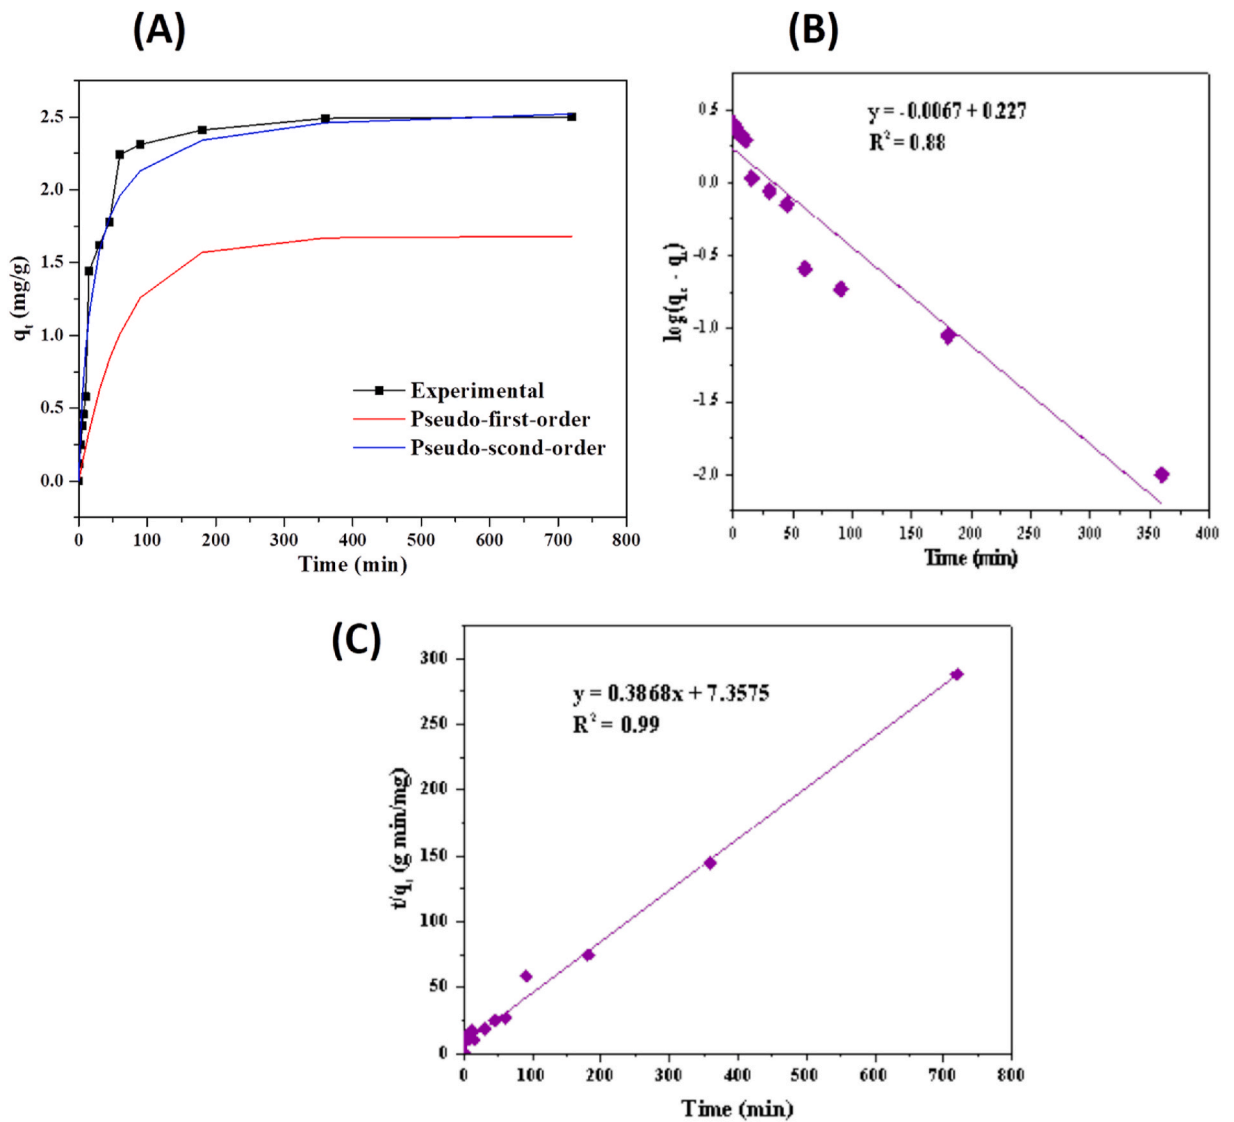 (A)
2.5
2.0
1.5
1.0
0.5
0.0
qt (mg/g)
Experimental
Pseudo-first-order
Pseudo-scond-order
0 100 200 300 400 500 600 700 800
Time (min)
(B)
0.5
0.0
-0.5
-1.0
-1.5
-2.0
log(qe - qt)
y = -0.0067 + 0.227
R² = 0.88
0 50 100 150 200 250 300 350 400
Time (min)
(C)
300
250
200
150
100
50
0
t/qt (g min/mg)
y = 0.3868x + 7.3575
R² = 0.99
0 100 200 300 400 500 600 700 800
Time (min)